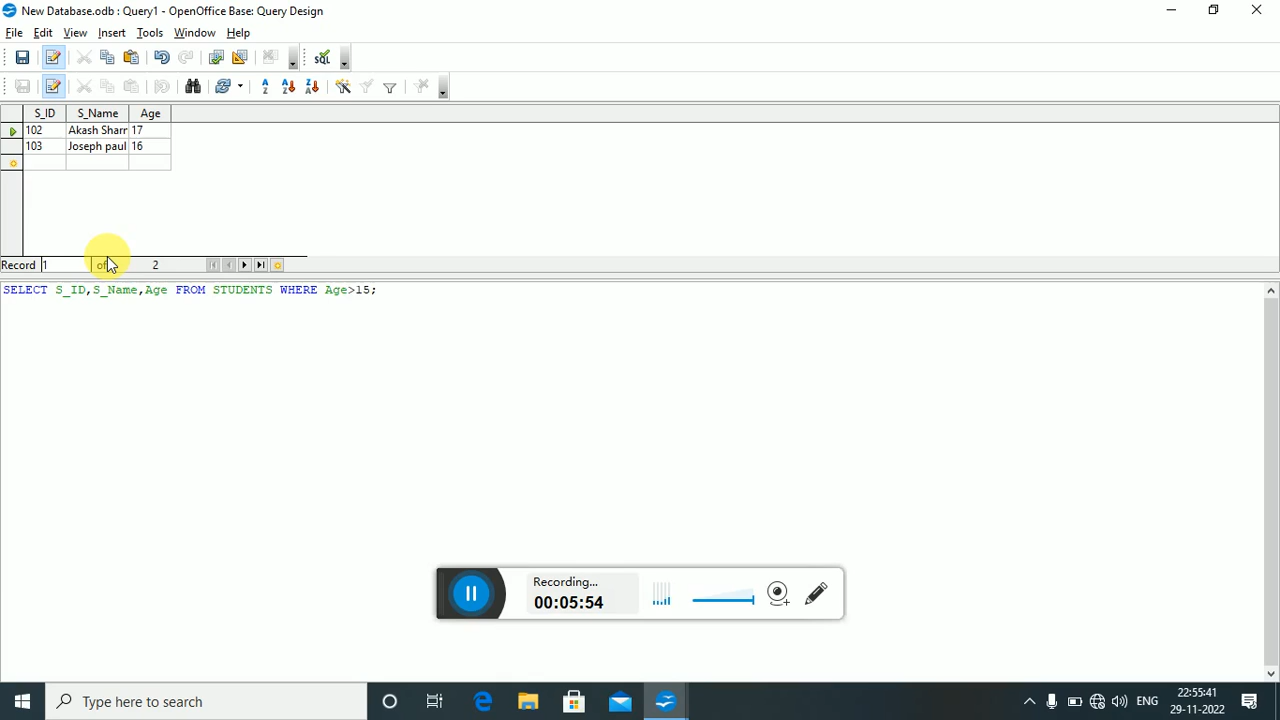 New Database.odb : Query1 - OpenOffice Base: Query Design
File Edit View Insert Tools Window Help
SQL
S_ID S_Name Age
102 Akash Sharr 17
103 Joseph paul 16
Record 1 of 2
SELECT S_ID,S_Name,Age FROM STUDENTS WHERE Age>15;
Recording...
00:05:54
Type here to search
ENG
22:55:41
29-11-2022